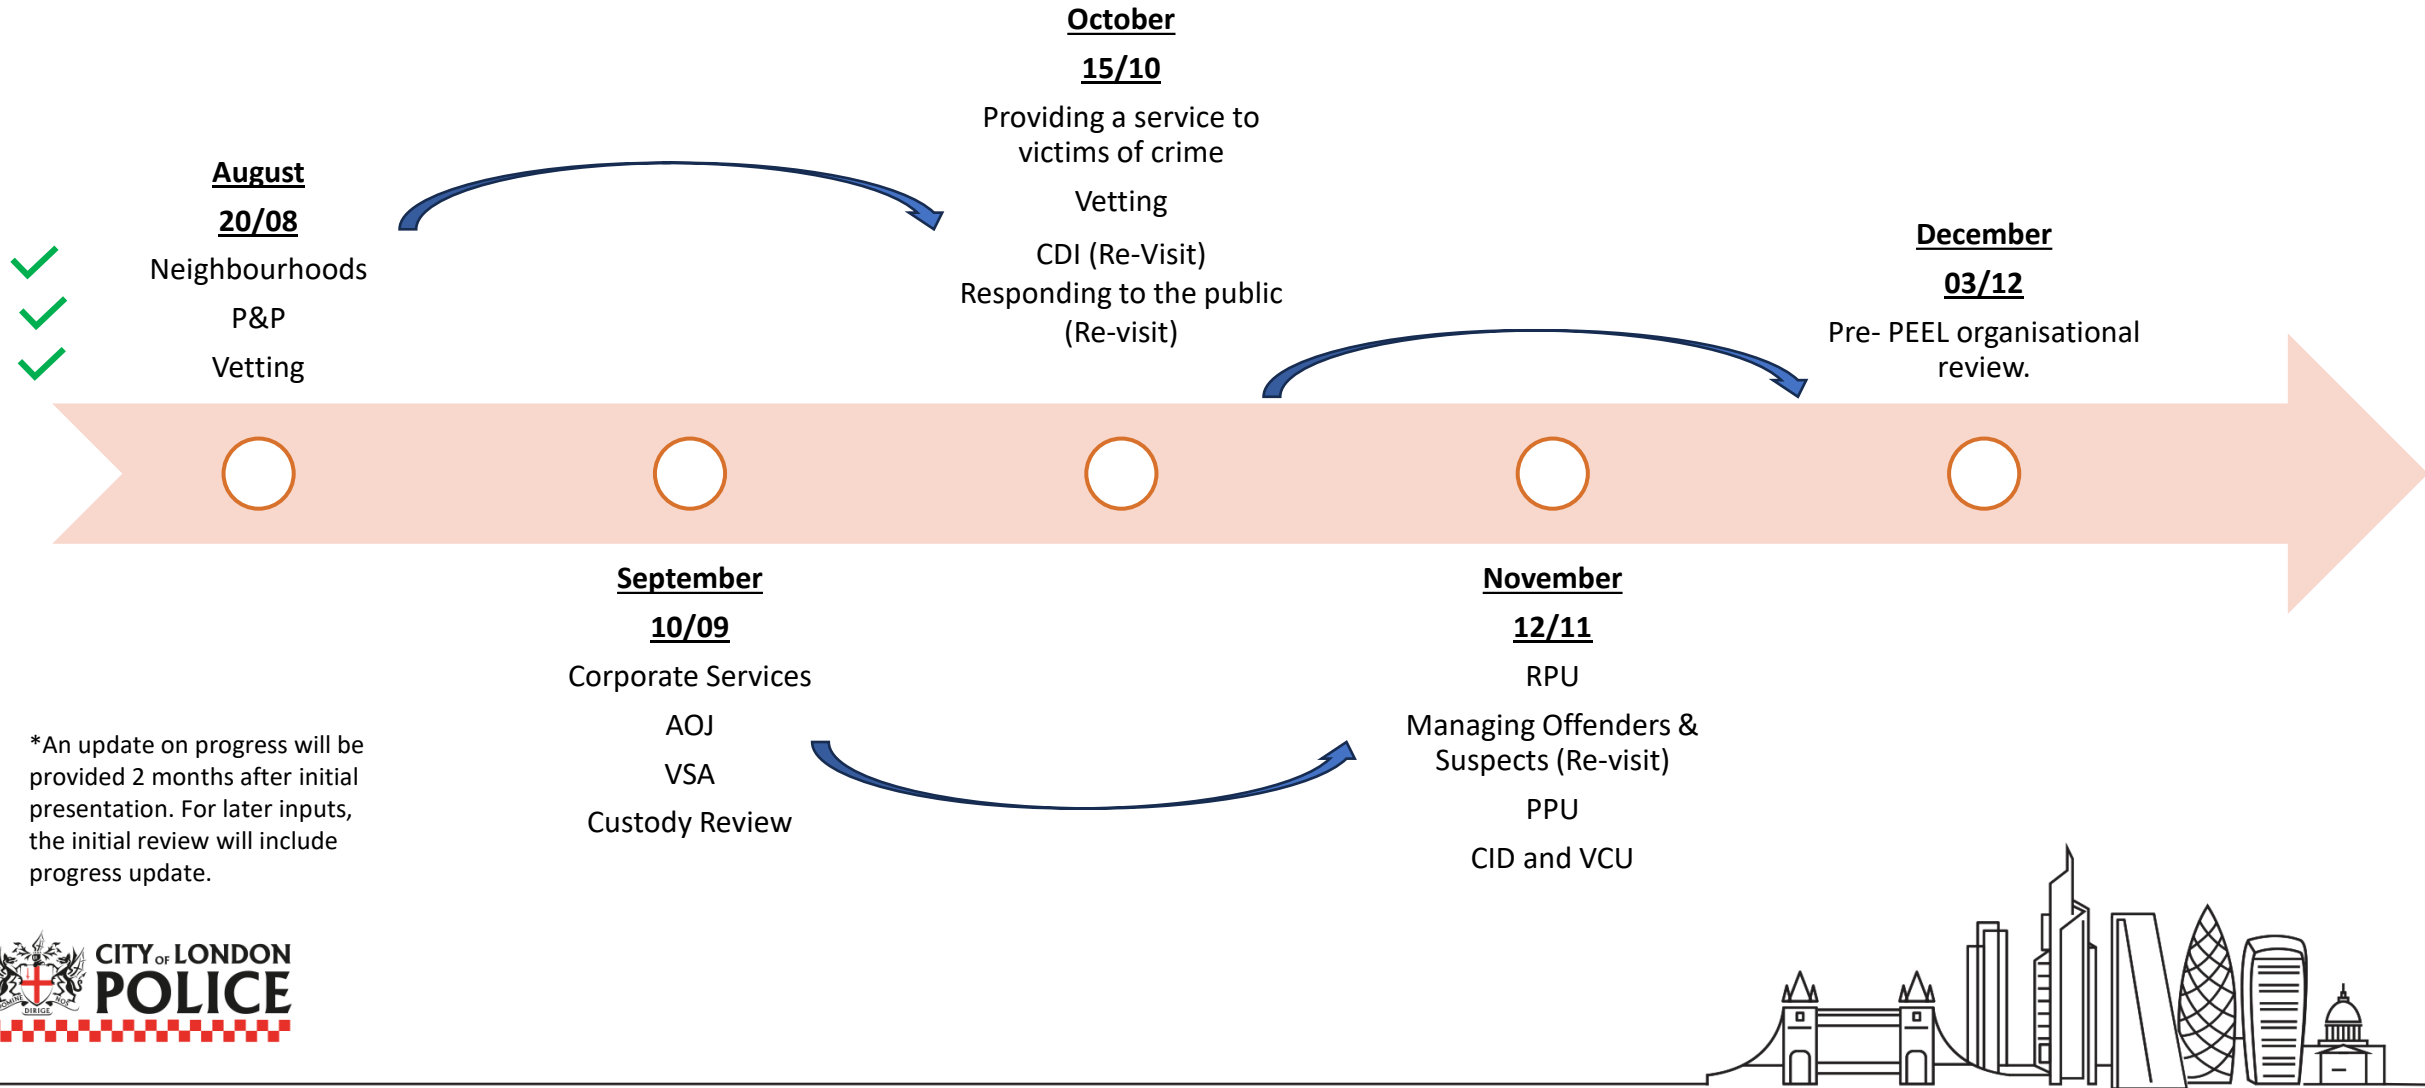 August
20/08
Neighbourhoods
P&P
Vetting
October
15/10
Providing a service to
victims of crime
Vetting
CDI (Re-Visit)
Responding to the public
(Re-visit)
December
03/12
Pre- PEEL organisational
review.
September
10/09
Corporate Services
AOJ
VSA
Custody Review
November
12/11
RPU
Managing Offenders &
Suspects (Re-visit)
PPU
CID and VCU
*An update on progress will be
provided 2 months after initial
presentation. For later inputs,
the initial review will include
progress update.
CITY OF LONDON
POLICE
DIRIGE
NOS